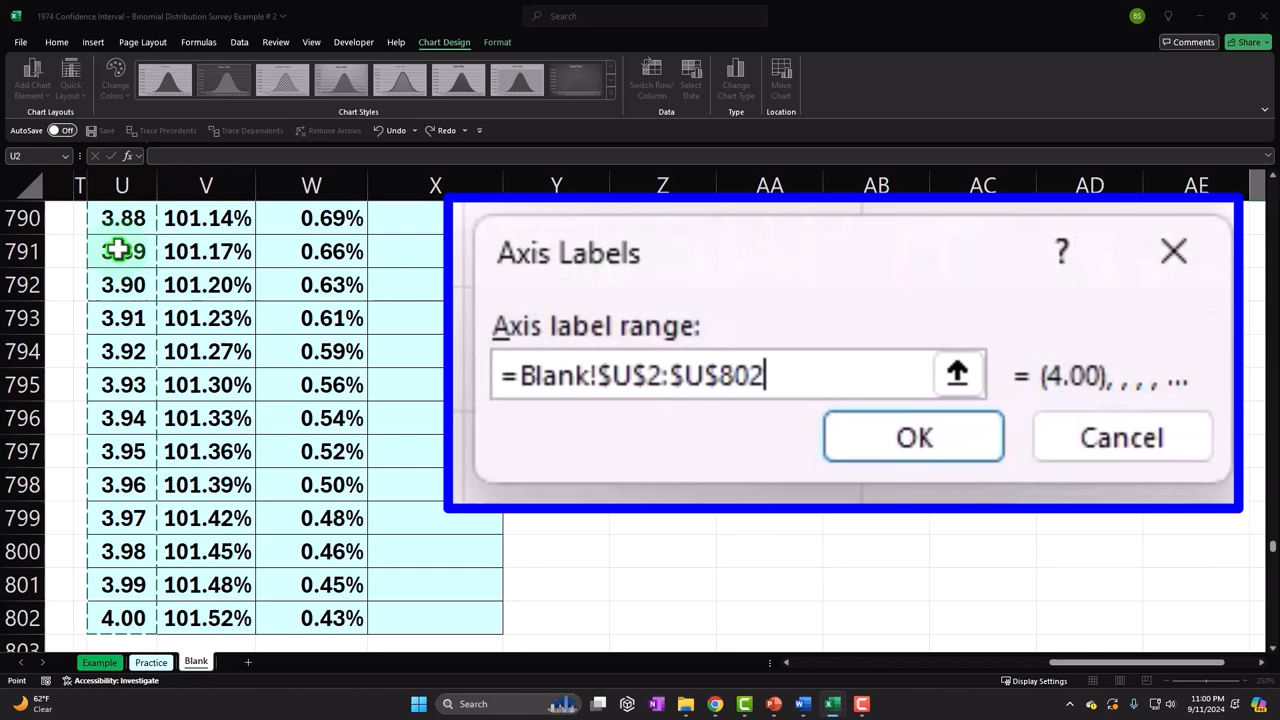 1974 Confidence Interval – Binomial Distribution Survey Example # 2
Search
BS
File Home Insert Page Layout Formulas Data Review View Developer Help Chart Design Format
Comments Share
Add Chart Element Quick Layout Change Colors Switch Row/Column Select Data Change Chart Type Move Chart
Chart Layouts Chart Styles Data Type Location
AutoSave Off Save Trace Precedents Trace Dependents Remove Arrows Undo Redo
U2 fx
T U V W X Y Z AA AB AC AD AE
790 3.88 101.14% 0.69%
791 101.17% 0.66%
792 3.90 101.20% 0.63%
793 3.91 101.23% 0.61%
794 3.92 101.27% 0.59%
795 3.93 101.30% 0.56%
796 3.94 101.33% 0.54%
797 3.95 101.36% 0.52%
798 3.96 101.39% 0.50%
799 3.97 101.42% 0.48%
800 3.98 101.45% 0.46%
801 3.99 101.48% 0.45%
802 4.00 101.52% 0.43%
803
Axis Labels ?
Axis label range:
=Blank!$U$2:$U$802 = (4.00), , , , ...
OK Cancel
Example Practice Blank
Point Accessibility: Investigate Display Settings 250%
62°F
Clear
Search
11:00 PM
9/11/2024